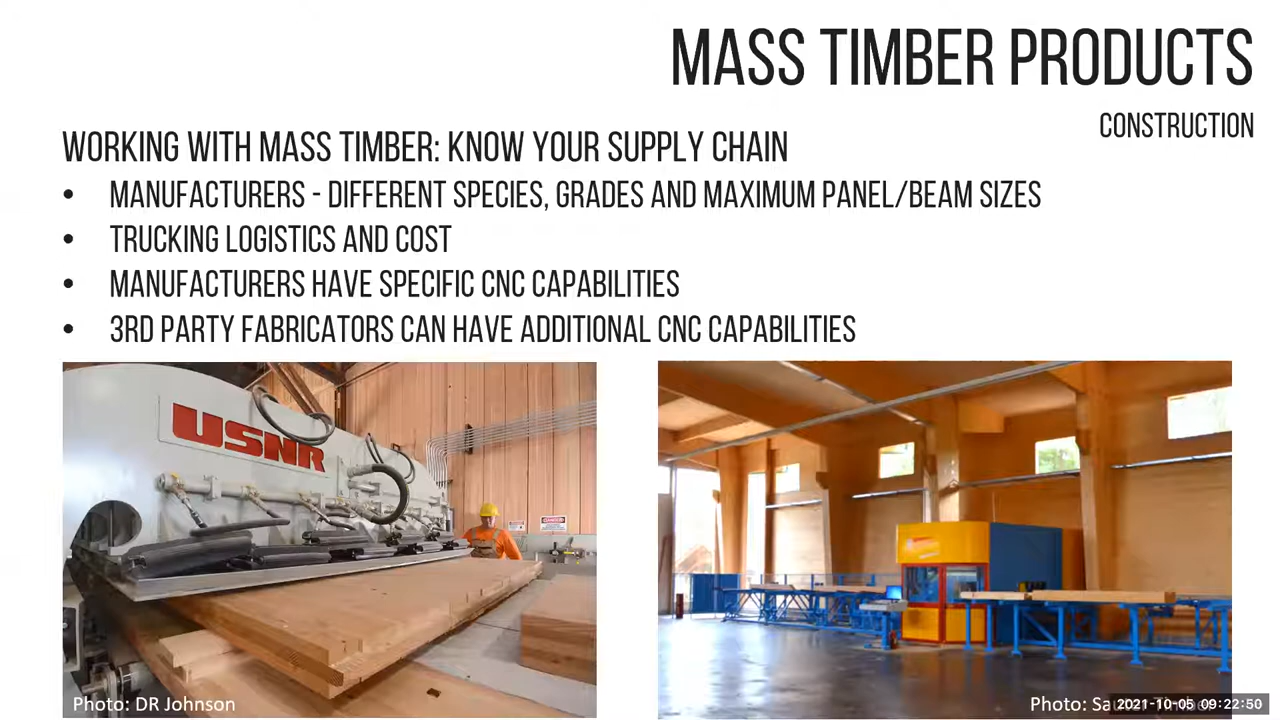 MASS TIMBER PRODUCTS
CONSTRUCTION
WORKING WITH MASS TIMBER: KNOW YOUR SUPPLY CHAIN
• MANUFACTURERS - DIFFERENT SPECIES, GRADES AND MAXIMUM PANEL/BEAM SIZES
• TRUCKING LOGISTICS AND COST
• MANUFACTURERS HAVE SPECIFIC CNC CAPABILITIES
• 3RD PARTY FABRICATORS CAN HAVE ADDITIONAL CNC CAPABILITIES
USNR
DANGER
Photo: DR Johnson
Photo:
2021-10-05 09:22:50